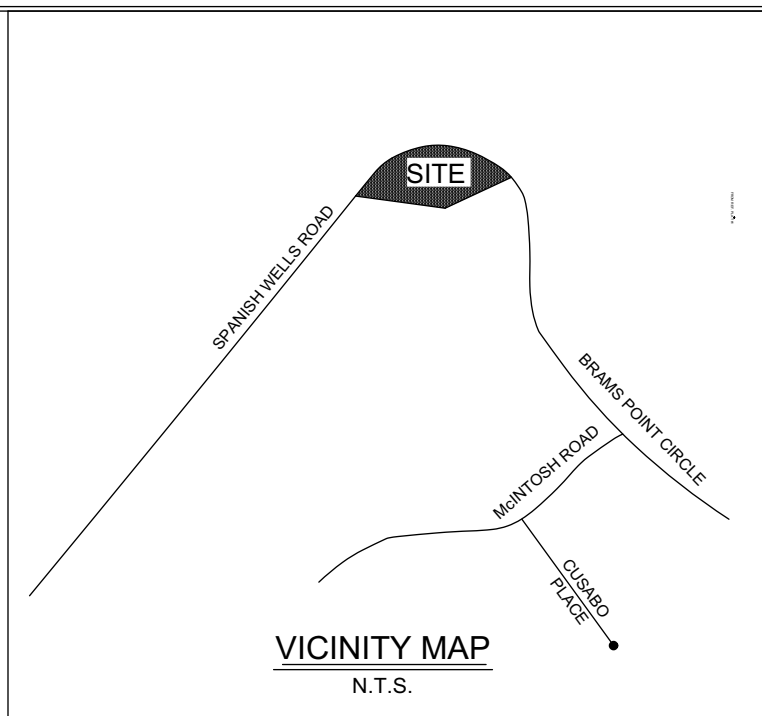 SITE
SPANISH WELLS ROAD
BRAMS POINT CIRCLE
McINTOSH ROAD
CUSABO
PLACE
VICINITY MAP
N.T.S.